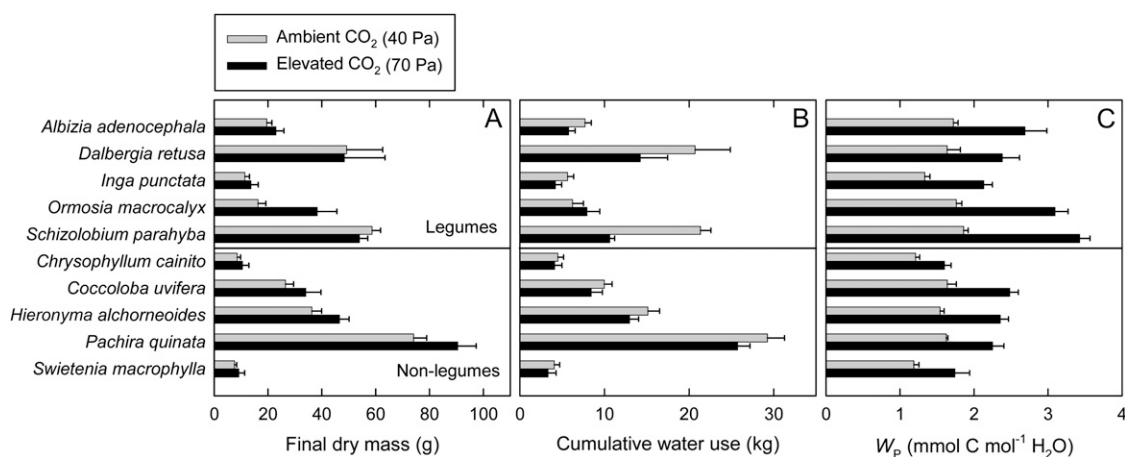 Ambient CO₂ (40 Pa)
Elevated CO₂ (70 Pa)
A
B
C
Albizia adenocephala
Dalbergia retusa
Inga punctata
Ormosia macrocalyx
Schizolobium parahyba
Legumes
Chrysophyllum cainito
Coccoloba uvifera
Hieronyma alchorneoides
Pachira quinata
Swietenia macrophylla
Non-legumes
0 20 40 60 80 100
0 10 20 30
0 1 2 3 4
Final dry mass (g)
Cumulative water use (kg)
W_P (mmol C mol⁻¹ H₂O)